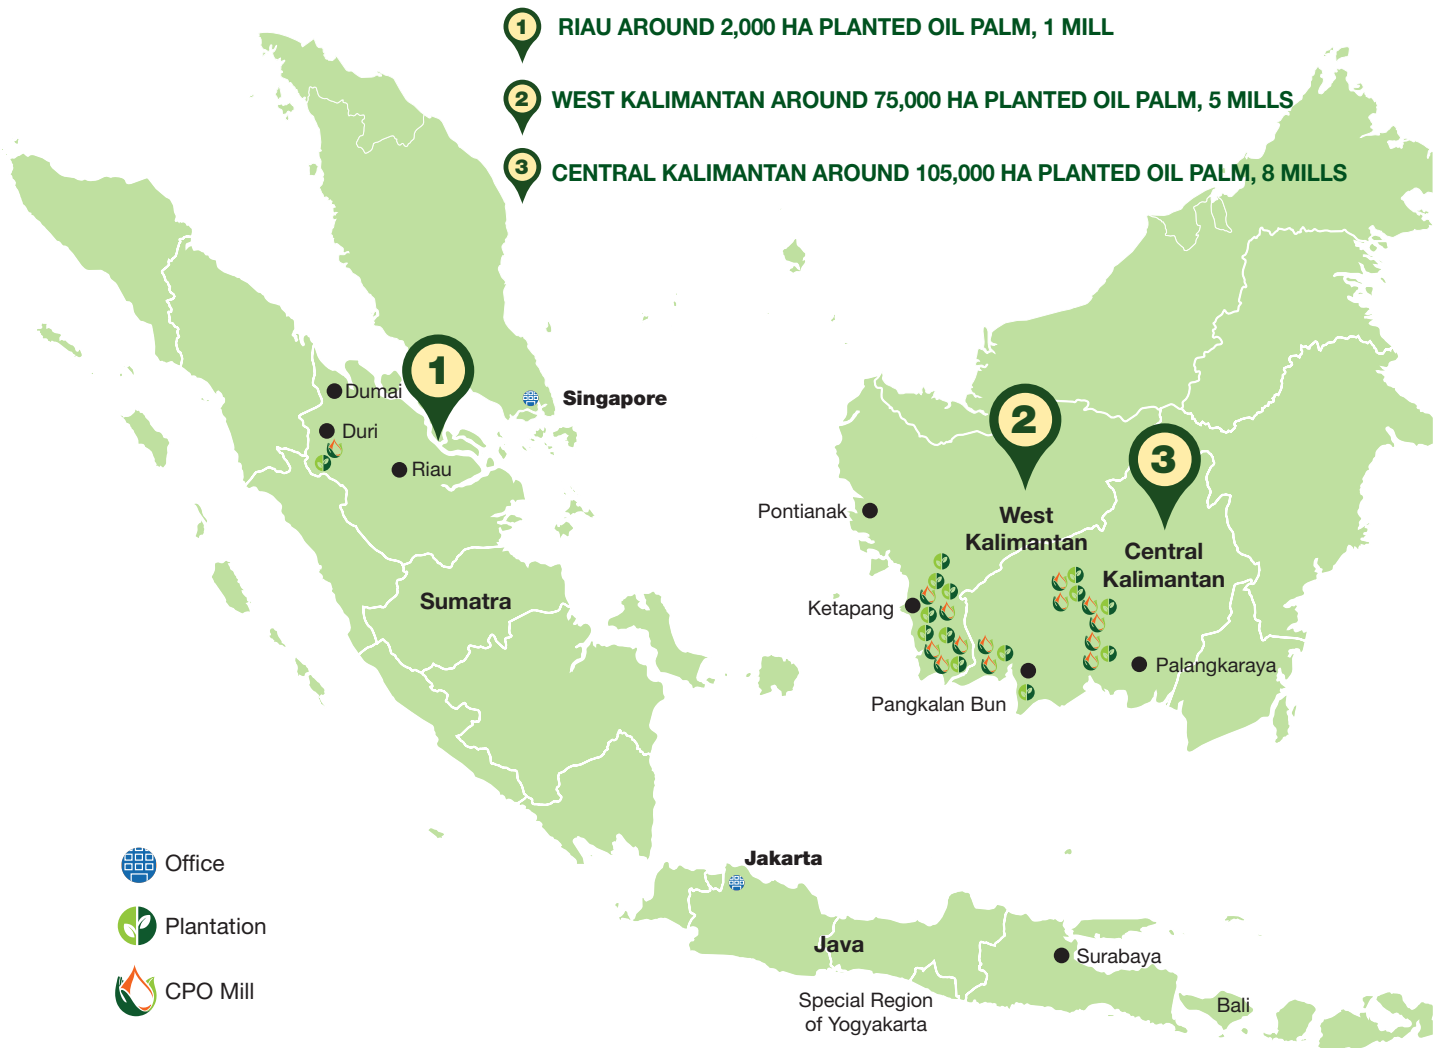 1 RIAU AROUND 2,000 HA PLANTED OIL PALM, 1 MILL
2 WEST KALIMANTAN AROUND 75,000 HA PLANTED OIL PALM, 5 MILLS
3 CENTRAL KALIMANTAN AROUND 105,000 HA PLANTED OIL PALM, 8 MILLS
1
Dumai
Singapore
Duri
Riau
2
3
Pontianak
West
Kalimantan
Central
Kalimantan
Sumatra
Ketapang
Palangkaraya
Pangkalan Bun
Office
Plantation
CPO Mill
Jakarta
Java
Surabaya
Special Region
of Yogyakarta
Bali